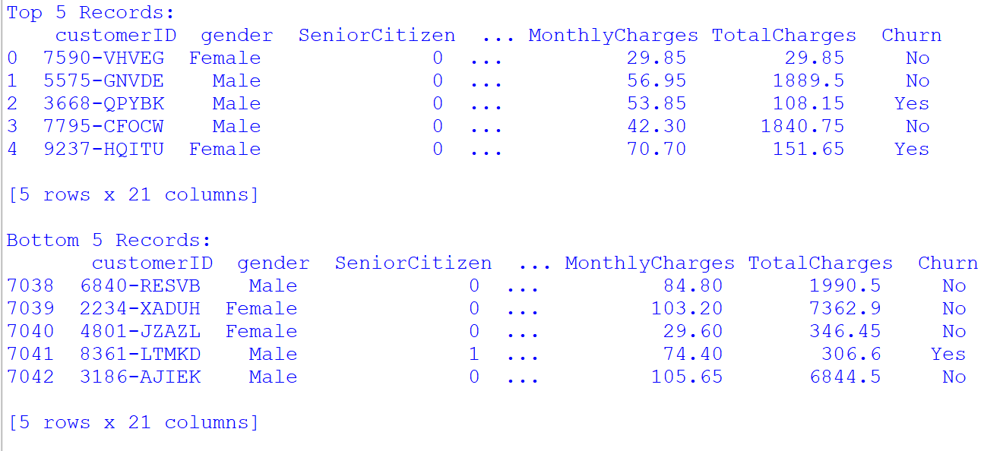 Top 5 Records:
    customerID  gender  SeniorCitizen  ... MonthlyCharges TotalCharges  Churn
0  7590-VHVEG  Female              0  ...          29.85        29.85     No
1  5575-GNVDE    Male              0  ...          56.95       1889.5     No
2  3668-QPYBK    Male              0  ...          53.85       108.15    Yes
3  7795-CFOCW    Male              0  ...          42.30      1840.75     No
4  9237-HQITU  Female              0  ...          70.70       151.65    Yes

[5 rows x 21 columns]

Bottom 5 Records:
       customerID  gender  SeniorCitizen  ... MonthlyCharges TotalCharges  Churn
7038  6840-RESVB    Male              0  ...          84.80       1990.5     No
7039  2234-XADUH  Female              0  ...         103.20       7362.9     No
7040  4801-JZAZL  Female              0  ...          29.60       346.45     No
7041  8361-LTMKD    Male              1  ...          74.40        306.6    Yes
7042  3186-AJIEK    Male              0  ...         105.65       6844.5     No

[5 rows x 21 columns]